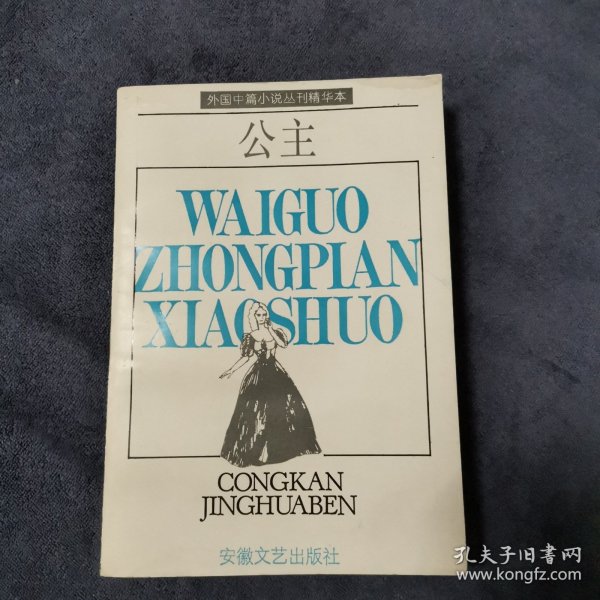 外国中篇小说丛刊精华本
公主
WAIGUO
ZHONGPIAN
XIAOSHUO
CONGKAN
JINGHUABEN
安徽文艺出版社
孔夫子旧书网
www.kongfz.com